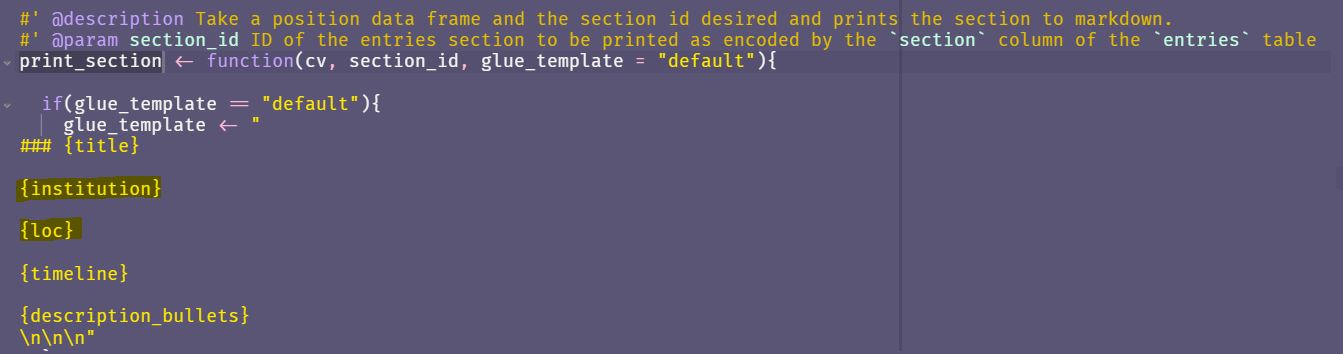 #' @description Take a position data frame and the section id desired and prints the section to markdown.
#' @param section_id ID of the entries section to be printed as encoded by the `section` column of the `entries` table
print_section <- function(cv, section_id, glue_template = "default"){
if(glue_template == "default"){
glue_template <- "
### {title}
{institution}
{loc}
{timeline}
{description_bullets}
\n\n\n"